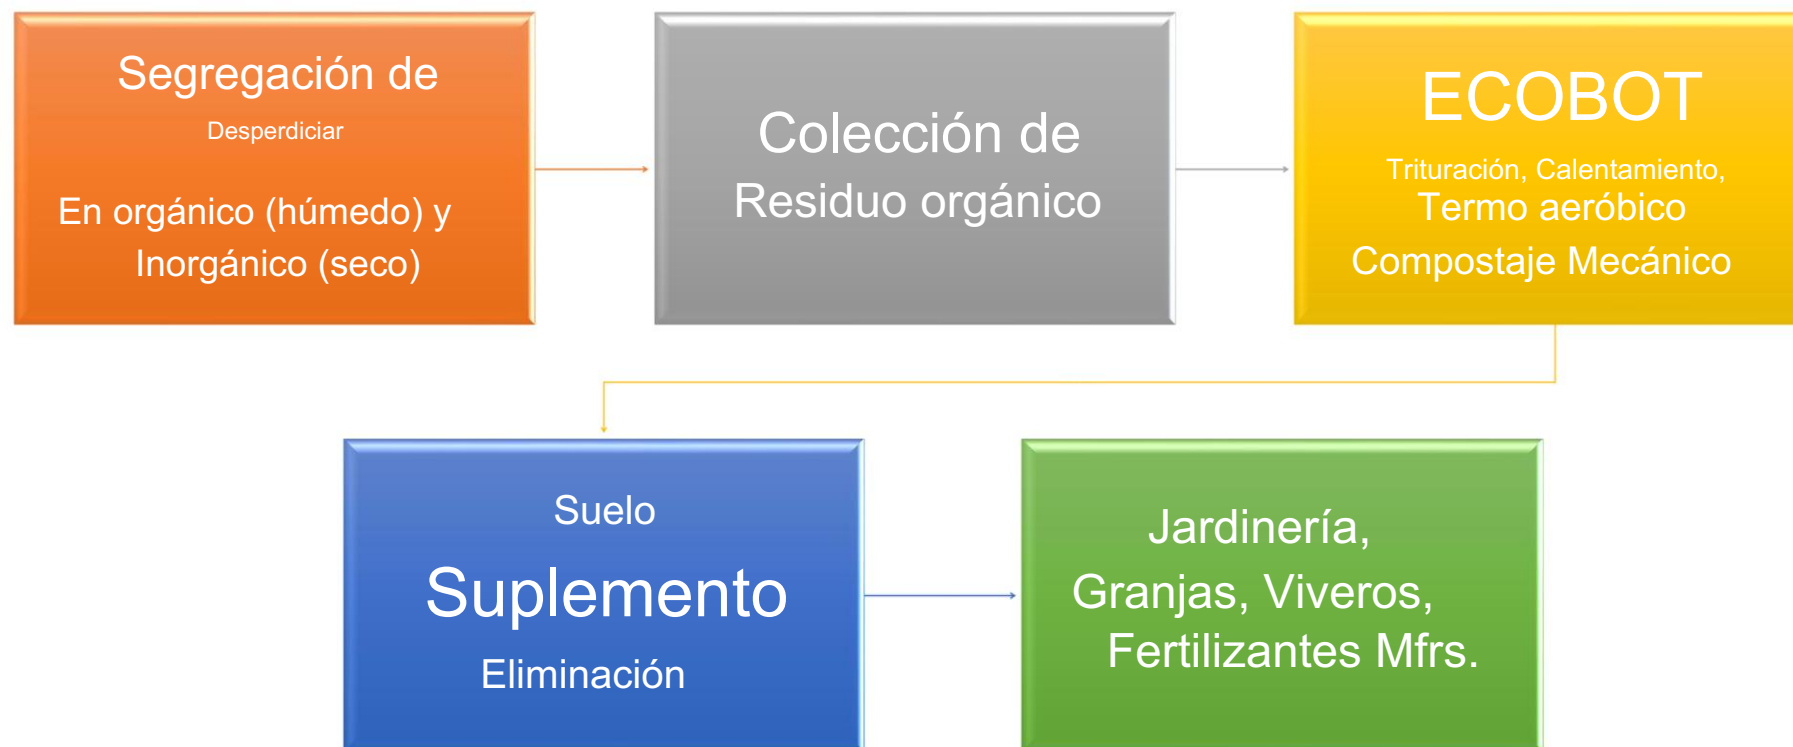 Segregación de
Desperdiciar
En orgánico (húmedo) y
Inorgánico (seco)
Colección de
Residuo orgánico
ECOBOT
Trituración, Calentamiento,
Termo aeróbico
Compostaje Mecánico
Suelo
Suplemento
Eliminación
Jardinería,
Granjas, Viveros,
Fertilizantes Mfrs.